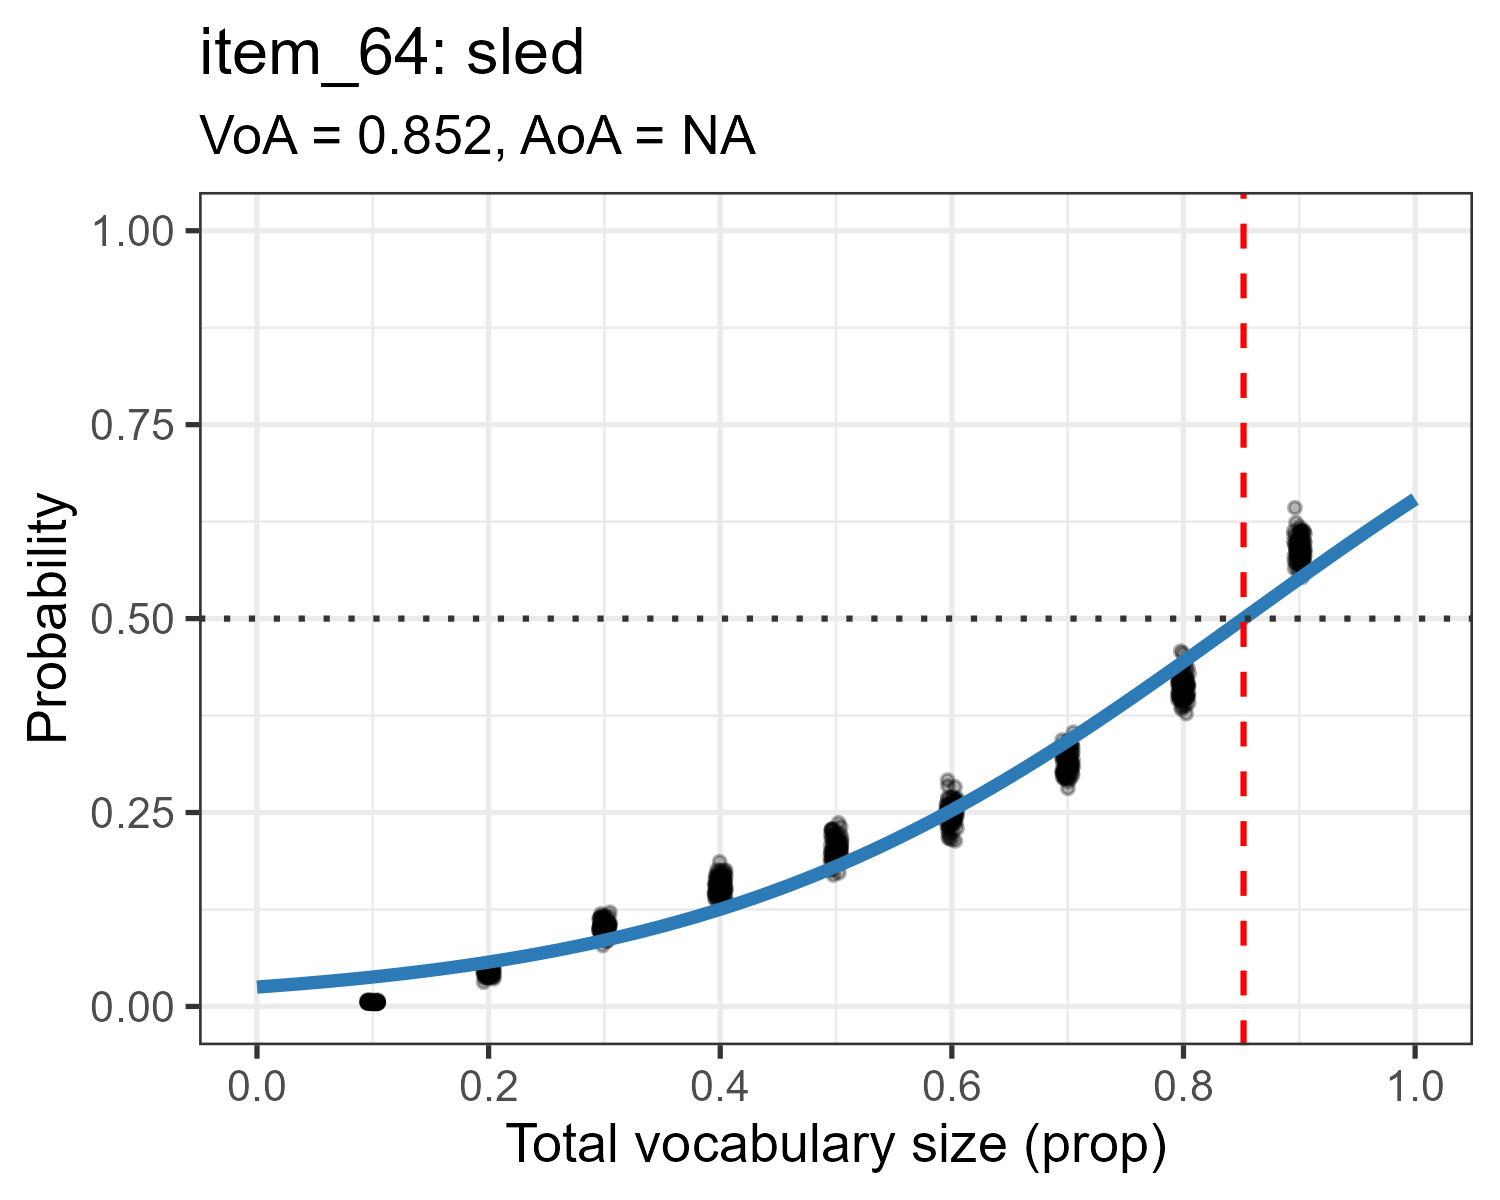 item_64: sled
VoA = 0.852, AoA = NA
1.00
0.75
0.50
0.25
0.00
Probability
0.0 0.2 0.4 0.6 0.8 1.0
Total vocabulary size (prop)